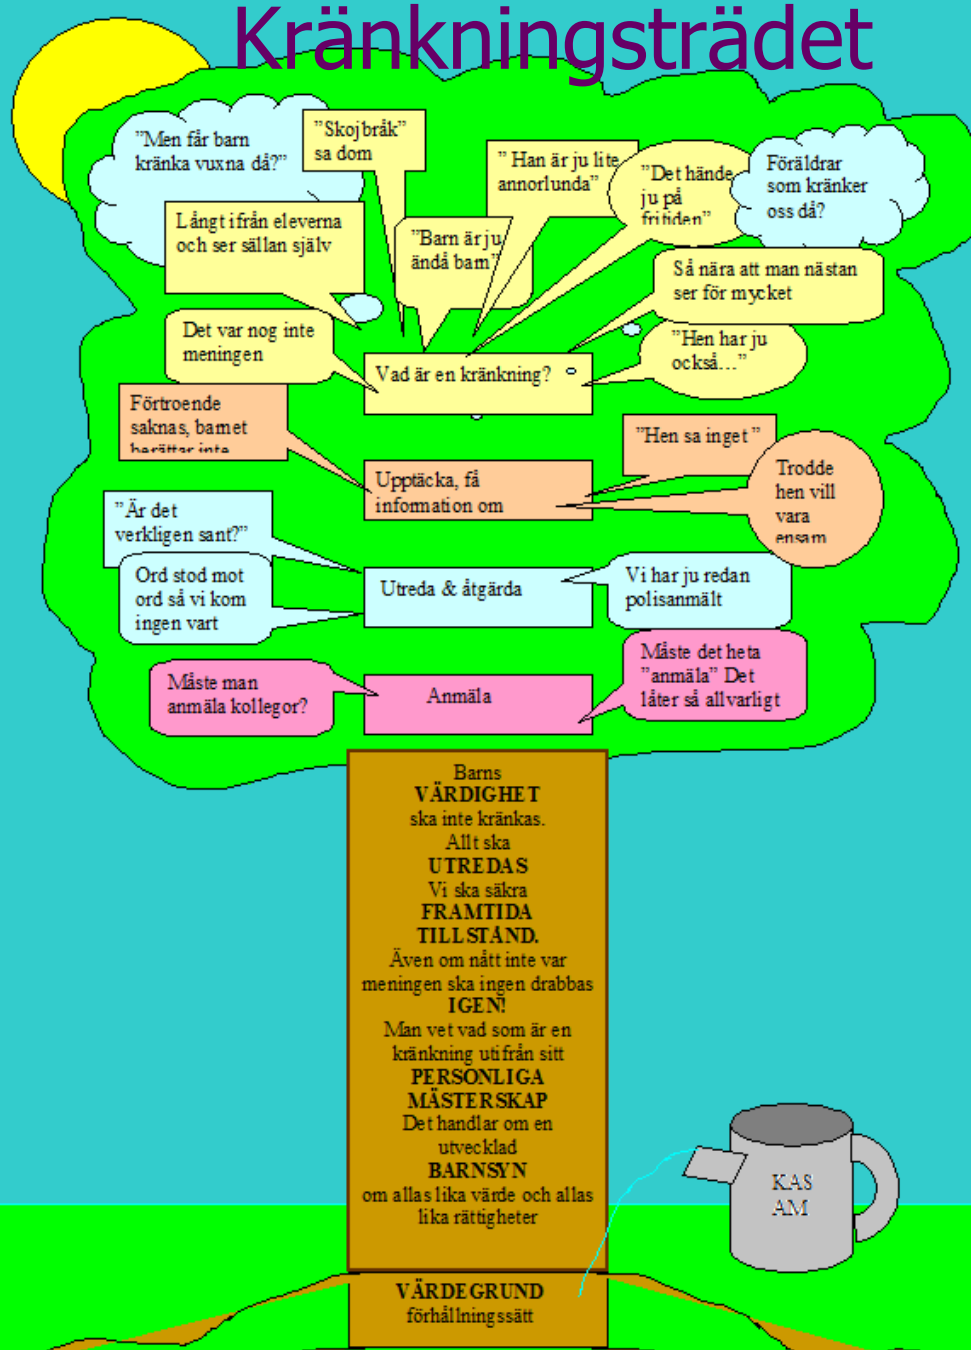 Kränkningsträdet
”Men får barn
kränka vuxna då?”
”Skojbråk”
sa dom
” Han är ju lite
annorlunda”
”Det hände
ju på
fritiden”
Föräldrar
som kränker
oss då?
Långt ifrån eleverna
och ser sällan själv
”Barn är ju
ändå barn”
Så nära att man nästan
ser för mycket
Det var nog inte
meningen
”Hen har ju
också...”
Vad är en kränkning?
Förtroende
saknas, barnet
berättar inte
”Hen sa inget ”
Trodde
hen vill
vara
ensam
Upptäcka, få
information om
”Är det
verkligen sant?”
Ord stod mot
ord så vi kom
ingen vart
Utreda & åtgärda
Vi har ju redan
polisanmält
Måste man
anmäla kollegor?
Anmäla
Måste det heta
”anmäla” Det
låter så allvarligt
Barns
VÄRDIGHET
ska inte kränkas.
Allt ska
UTREDAS
Vi ska säkra
FRAMTIDA
TILLSTÅND.
Även om nått inte var
meningen ska ingen drabbas
IGEN!
Man vet vad som är en
kränkning utifrån sitt
PERSONLIGA
MÄSTERSKAP
Det handlar om en
utvecklad
BARNSYN
om allas lika värde och allas
lika rättigheter
KAS
AM
VÄRDEGRUND
förhållningssätt